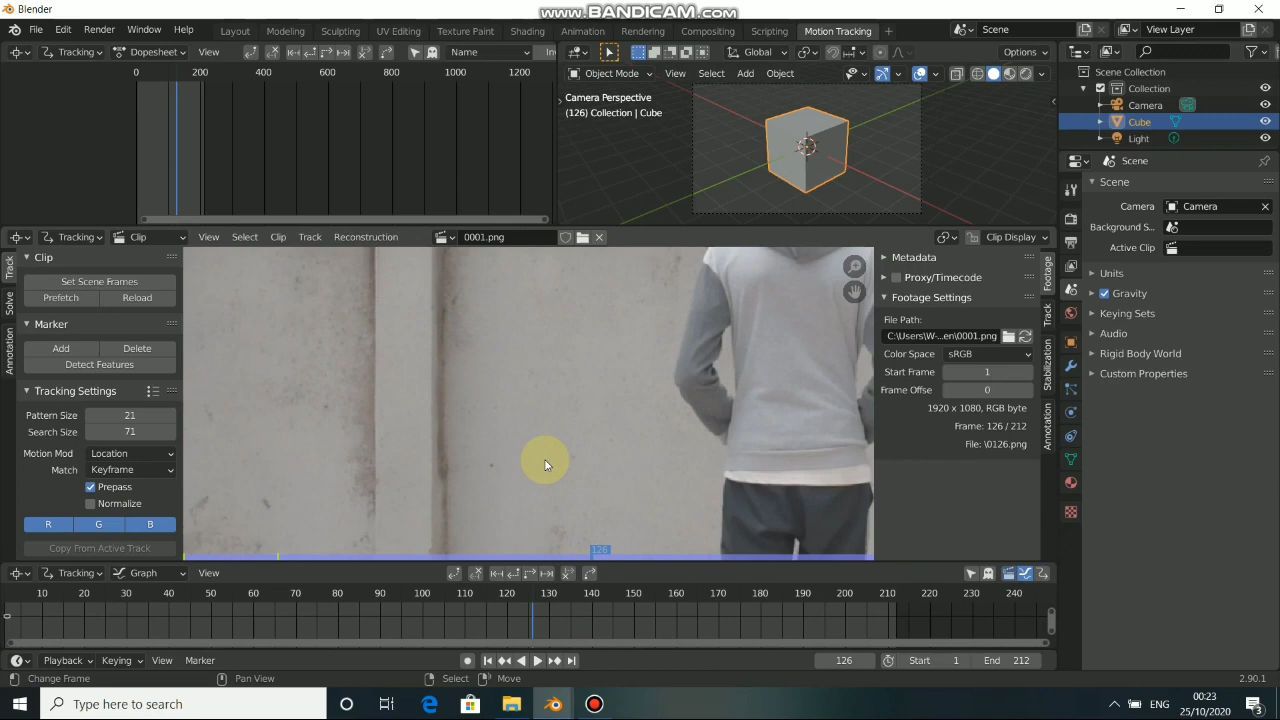 Blender
www.BANDICAM.com
File Edit Render Window Help Layout Modeling Sculpting UV Editing Texture Paint Shading Animation Rendering Compositing Scripting Motion Tracking + Scene View Layer
Tracking Dopesheet View Name In
Global Options
0 200 400 600 800 1000 1200
Object Mode View Select Add Object
Camera Perspective
(126) Collection | Cube
Scene Collection
Collection
Camera
Cube
Light
Scene
Scene
Camera Camera
Background S...
Active Clip
Units
Gravity
Keying Sets
Audio
Rigid Body World
Custom Properties
Tracking Clip View Select Clip Track Reconstruction 0001.png Clip Display
Track
Solve
Annotation
Clip
Set Scene Frames
Prefetch Reload
Marker
Add Delete
Detect Features
Tracking Settings
Pattern Size 21
Search Size 71
Motion Mod Location
Match Keyframe
Prepass
Normalize
R G B
Copy From Active Track
126
Metadata
Proxy/Timecode
Footage Settings
File Path:
C:\Users\W-...en\0001.png
Color Space sRGB
Start Frame 1
Frame Offse 0
1920 x 1080, RGB byte
Frame: 126 / 212
File: \0126.png
Footage
Track
Stabilization
Annotation
Tracking Graph View
10 20 30 40 50 60 70 80 90 100 110 120 130 140 150 160 170 180 190 200 210 220 230 240
Playback Keying View Marker 126 Start 1 End 212
Change Frame Pan View Select Move 2.90.1
Type here to search ENG 00:23
25/10/2020 3